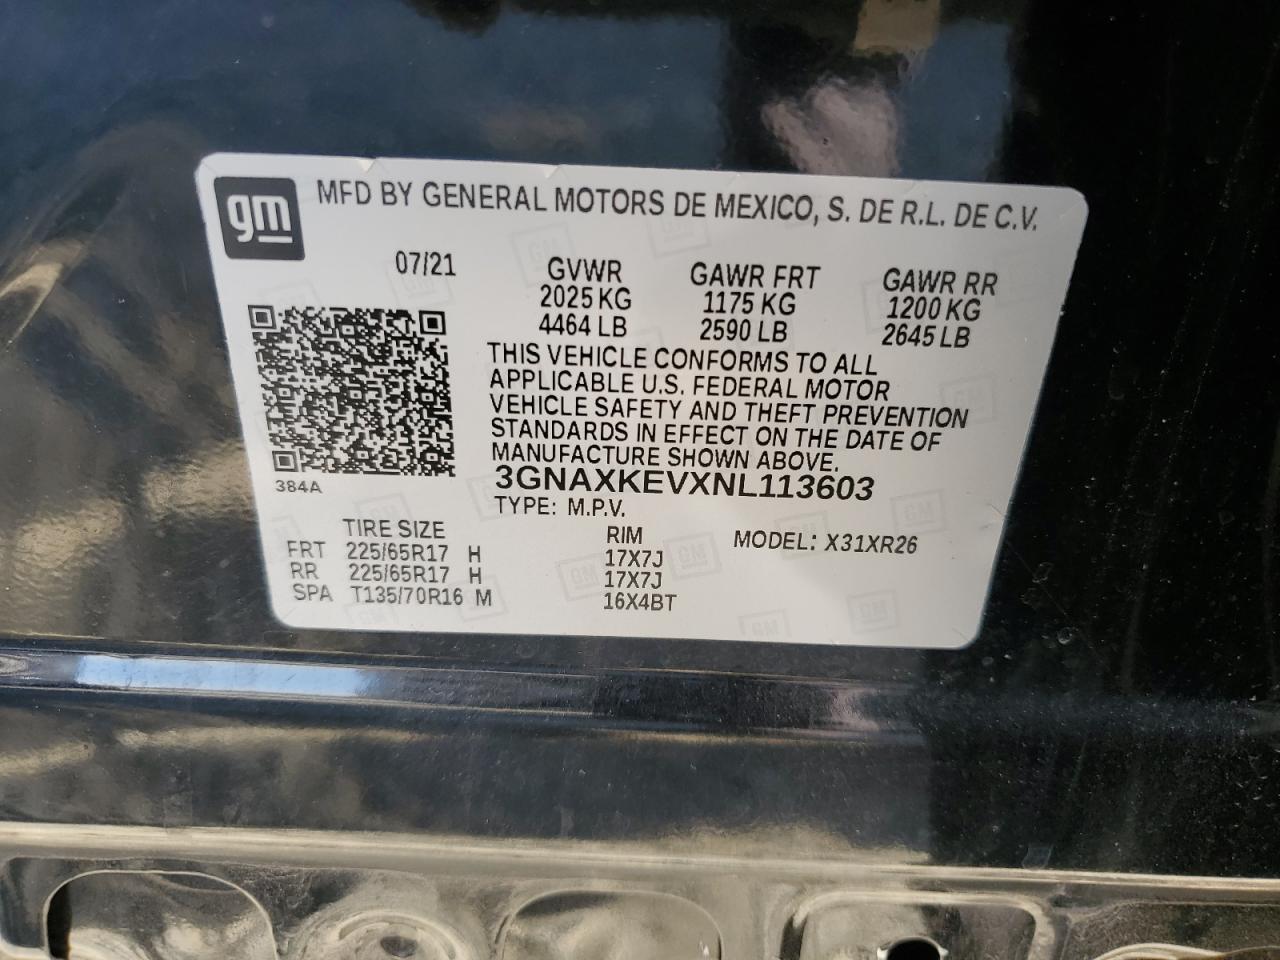 gm
MFD BY GENERAL MOTORS DE MEXICO, S. DE R.L. DE C.V.
07/21 GVWR GAWR FRT GAWR RR
2025 KG 1175 KG 1200 KG
4464 LB 2590 LB 2645 LB
THIS VEHICLE CONFORMS TO ALL
APPLICABLE U.S. FEDERAL MOTOR
VEHICLE SAFETY AND THEFT PREVENTION
STANDARDS IN EFFECT ON THE DATE OF
MANUFACTURE SHOWN ABOVE.
384A
3GNAXKEVXNL113603
TYPE: M.P.V.
TIRE SIZE RIM MODEL: X31XR26
FRT 225/65R17 H 17X7J
RR 225/65R17 H 17X7J
SPA T135/70R16 M 16X4BT